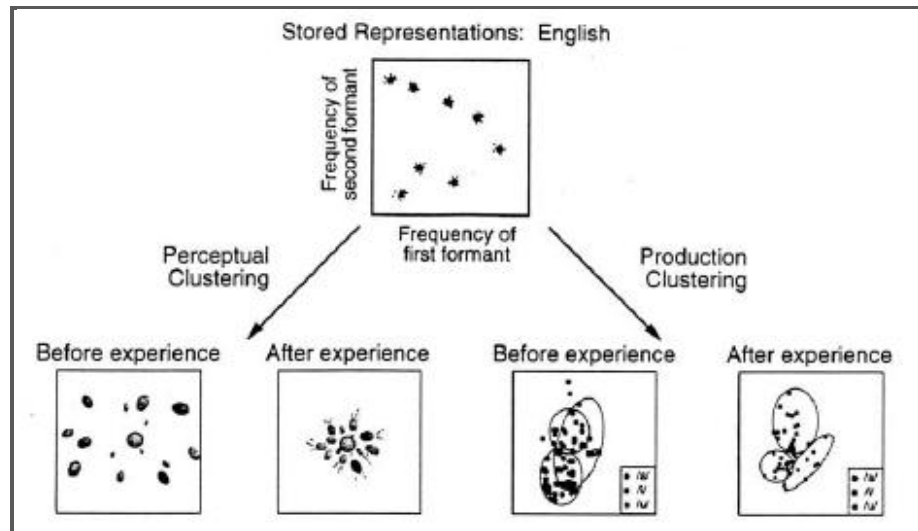 Stored Representations: English
Frequency of
second formant
Frequency of
first formant
Perceptual
Clustering
Production
Clustering
Before experience
After experience
Before experience
After experience
/i/
/i/